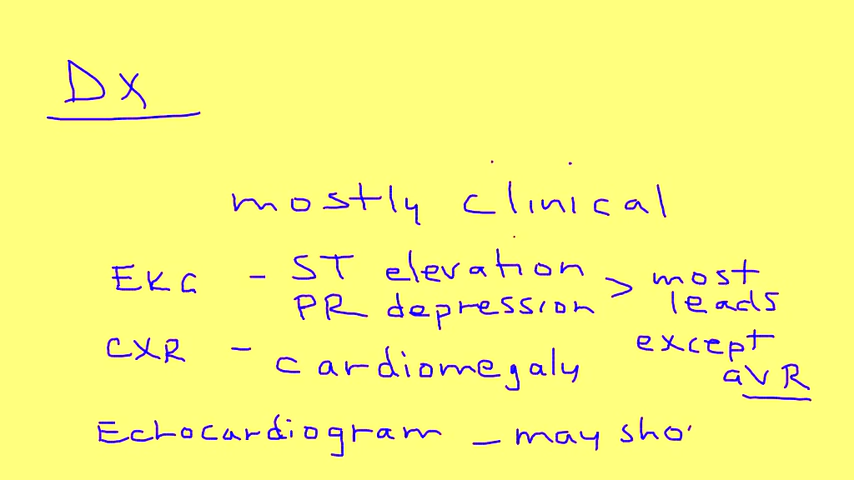 Dx
mostly clinical
EKG - ST elevation > most
PR depression leads
except
CXR - cardiomegaly aVR
Echocardiogram - may sho